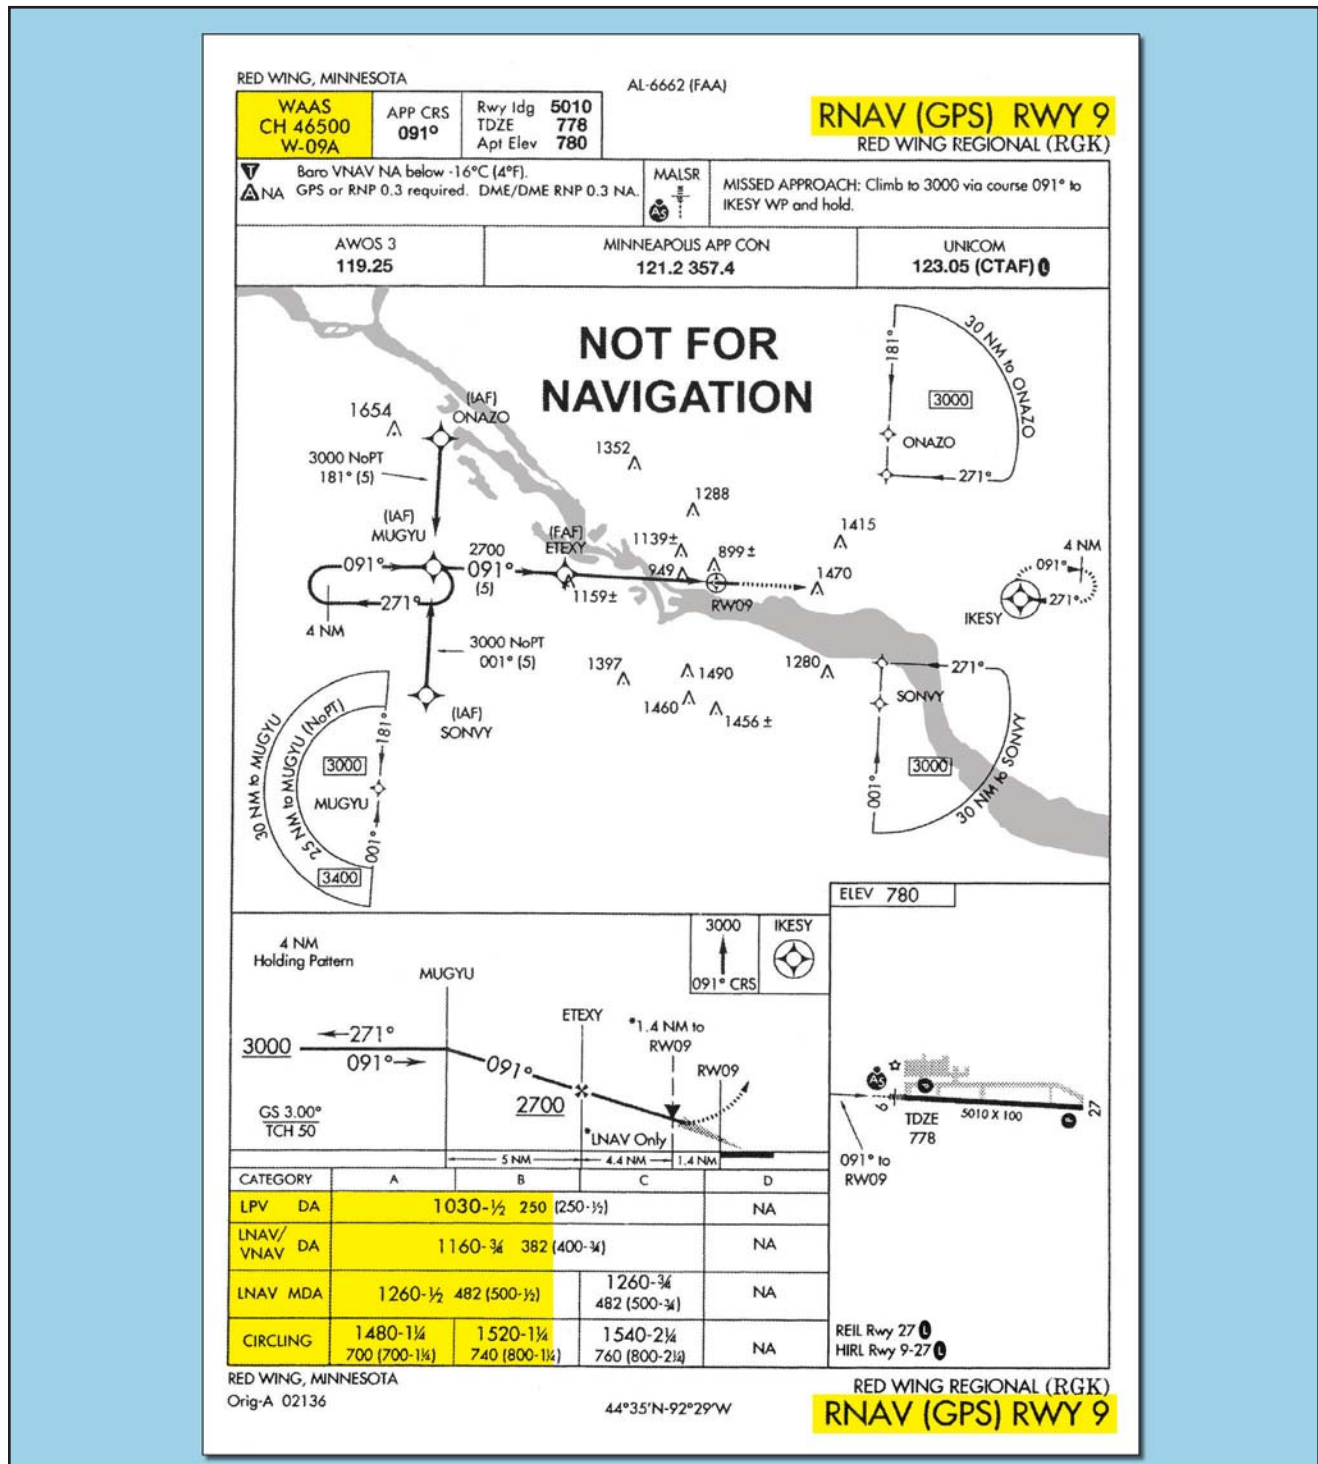 RED WING, MINNESOTA
AL-6662 (FAA)
WAAS
CH 46500
W-09A
APP CRS
091°
Rwy ldg 5010
TDZE 778
Apt Elev 780
RNAV (GPS) RWY 9
RED WING REGIONAL (RGK)
T
A NA
Baro VNAV NA below -16°C (4°F).
GPS or RNP 0.3 required. DME/DME RNP 0.3 NA.
MALSR
A5
MISSED APPROACH: Climb to 3000 via course 091° to
IKESY WP and hold.
AWOS 3
119.25
MINNEAPOLIS APP CON
121.2 357.4
UNICOM
123.05 (CTAF) L
NOT FOR
NAVIGATION
30 NM to ONAZO
181°
3000
ONAZO
271°
1654
(IAF)
ONAZO
3000 NoPT
181° (5)
1352
1288
1415
(IAF)
MUGYU
(FAF)
ETEXY
1139±
899±
949
1470
091°
2700
091°
(5)
271°
4 NM
1159±
RW09
4 NM
091°
271°
IKESY
3000 NoPT
001° (5)
1397
1490
1280
1460
1456±
(IAF)
SONVY
271°
SONVY
3000
001°
30 NM to SONVY
30 NM to MUGYU
25 NM to MUGYU (NoPT)
181°
3000
MUGYU
001°
3400
ELEV 780
4 NM
Holding Pattern
MUGYU
3000
091° CRS
IKESY
ETEXY
*1.4 NM to
RW09
RW09
3000
271°
091°
091°
2700
GS 3.00°
TCH 50
*LNAV Only
5 NM
4.4 NM
1.4 NM
A5
9
TDZE
778
5010 X 100
27
P
P
091° to
RW09
CATEGORY A B C D
LPV DA 1030-½ 250 (250-½) NA
LNAV/
VNAV DA 1160-¾ 382 (400-¾) NA
LNAV MDA 1260-½ 482 (500-½) 1260-¾ 482 (500-¾) NA
CIRCLING 1480-1¼ 700 (700-1¼) 1520-1¼ 740 (800-1¼) 1540-2¼ 760 (800-2¼) NA
REIL Rwy 27 L
HIRL Rwy 9-27 L
RED WING, MINNESOTA
Orig-A 02136
44°35'N-92°29'W
RED WING REGIONAL (RGK)
RNAV (GPS) RWY 9